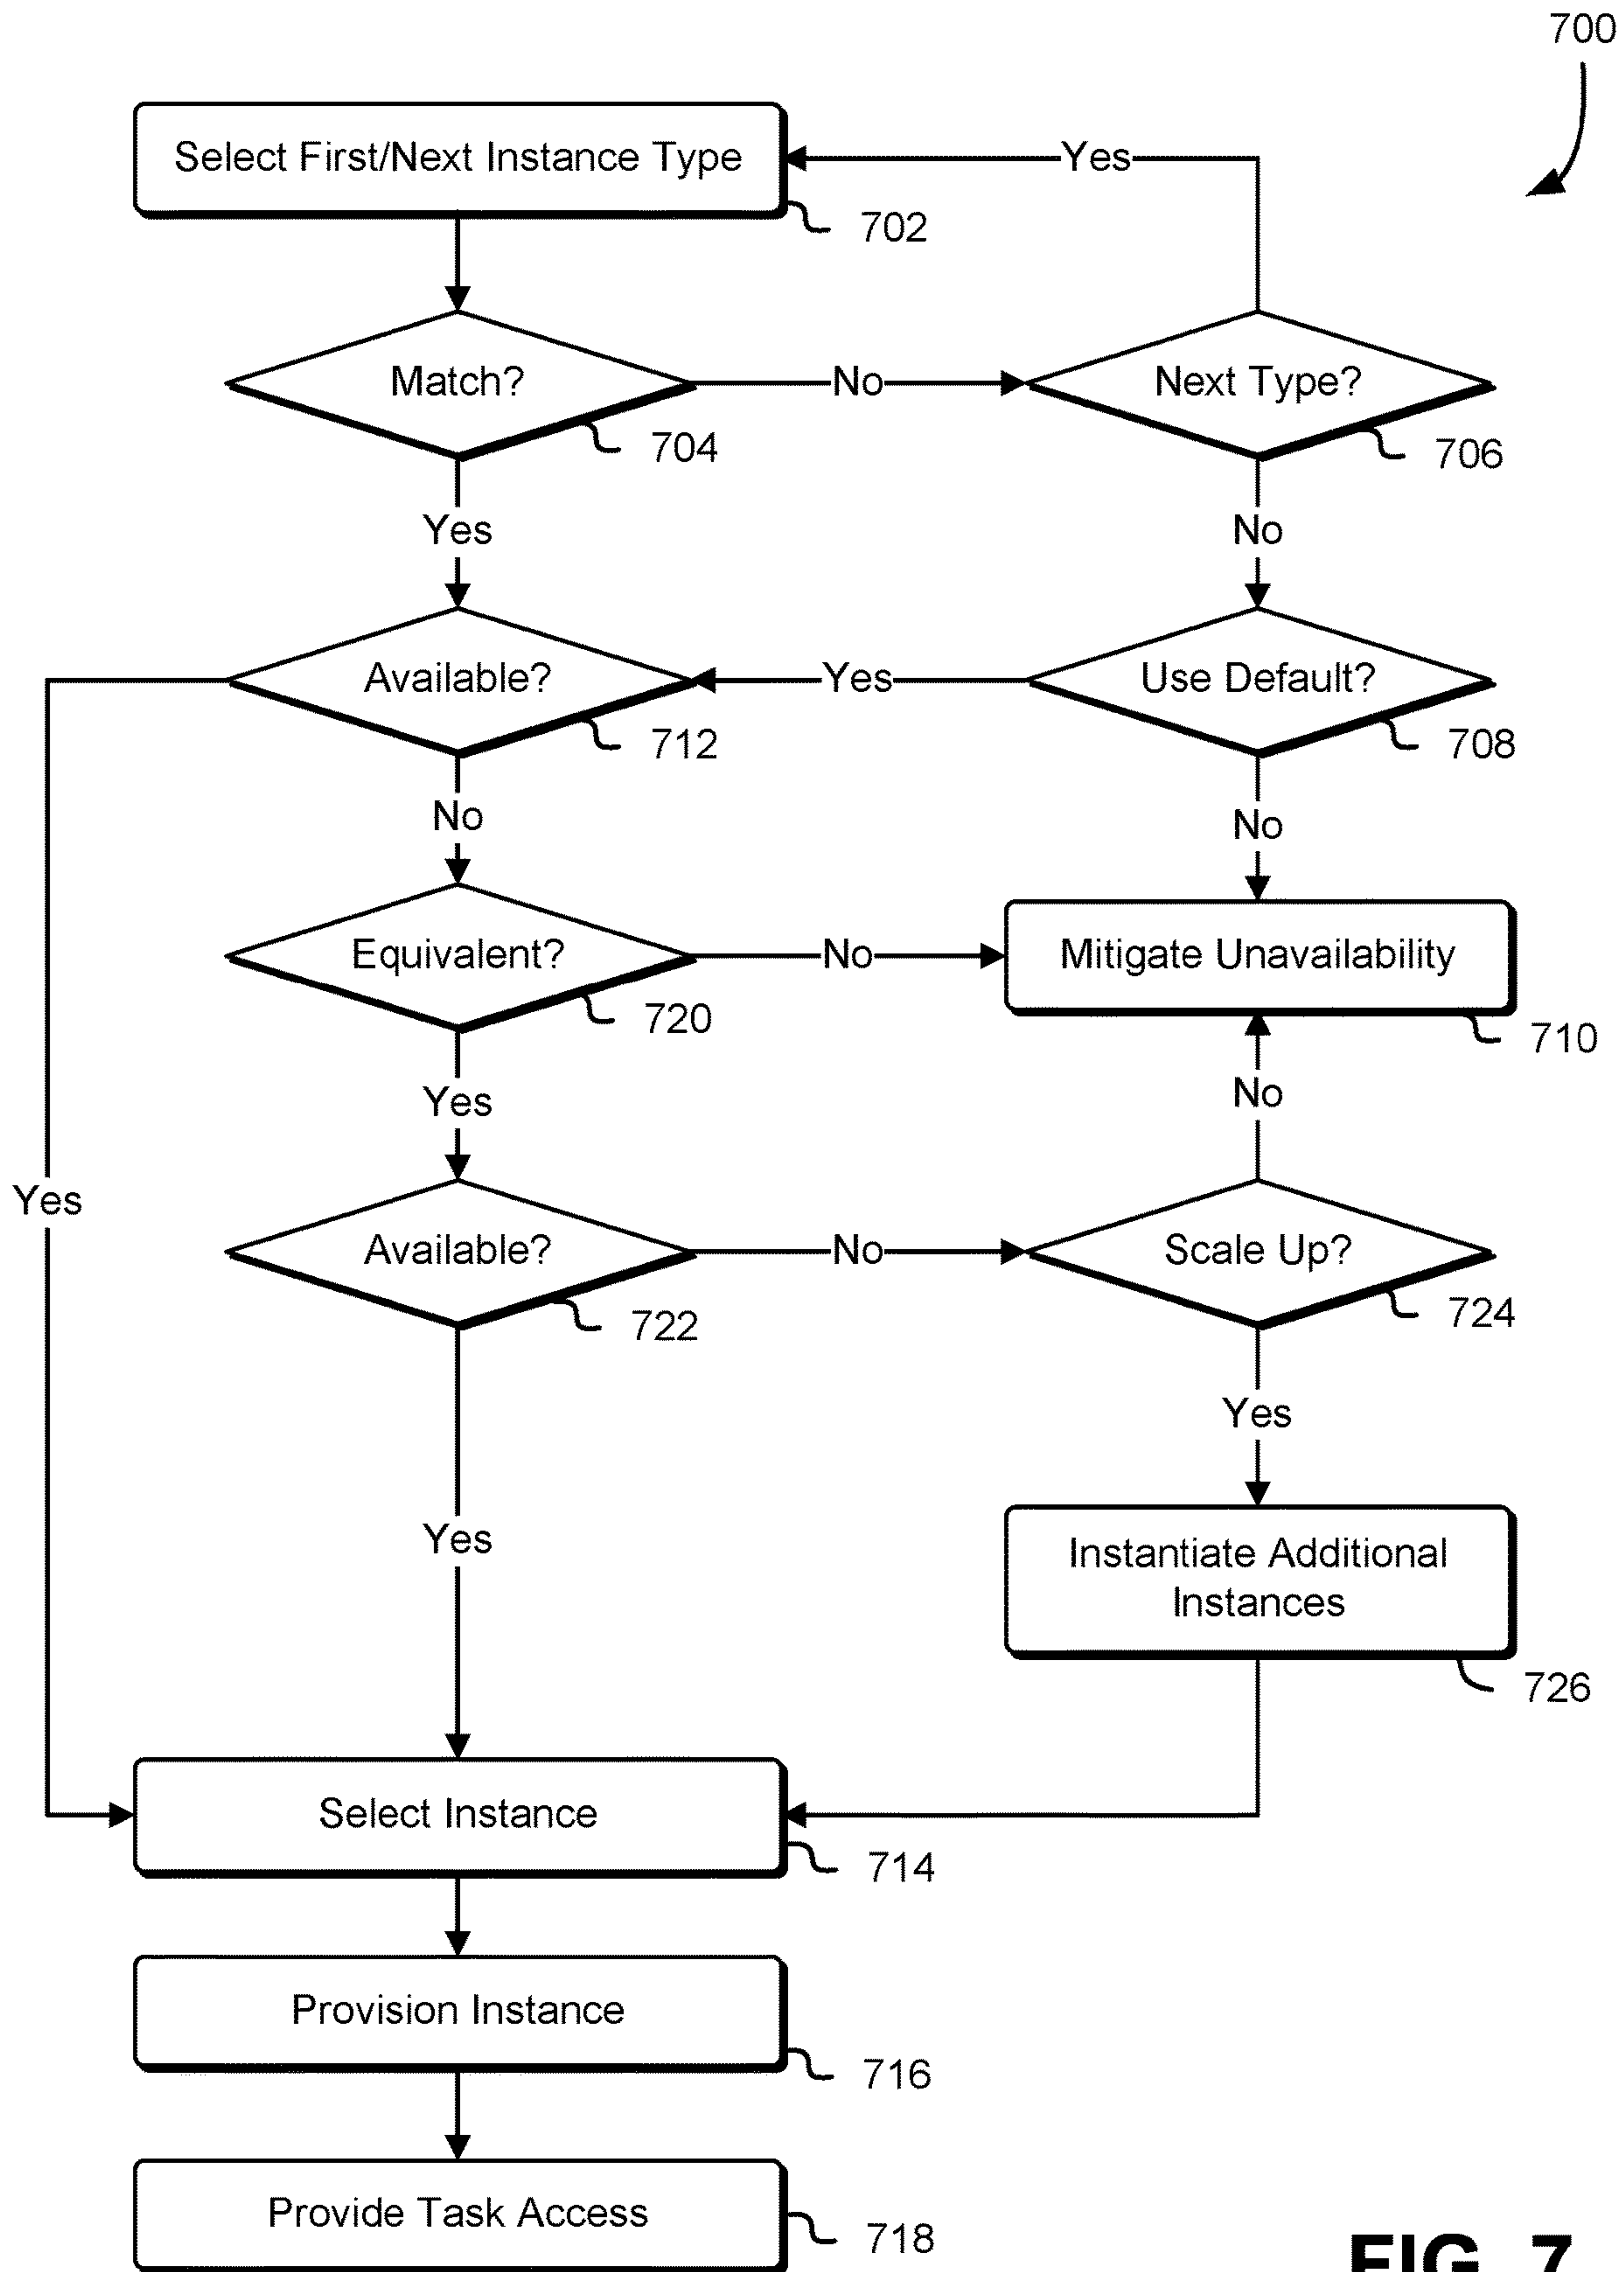 700
Select First/Next Instance Type
Yes
702
Match?
No
Next Type?
704
706
Yes
No
Available?
Yes
Use Default?
712
708
No
No
Equivalent?
No
Mitigate Unavailability
720
710
Yes
No
Yes
Available?
No
Scale Up?
722
724
Yes
Yes
Instantiate Additional
Instances
726
Select Instance
714
Provision Instance
716
Provide Task Access
718
FIG. 7